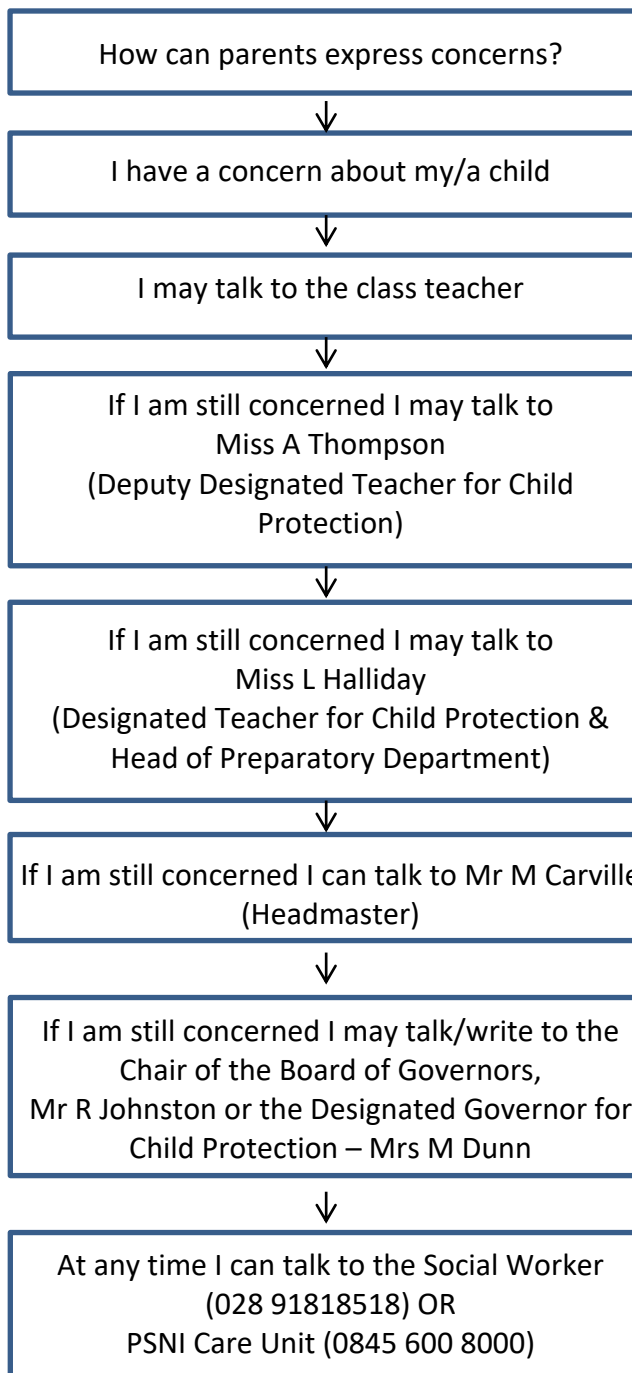 How can parents express concerns?
I have a concern about my/a child
I may talk to the class teacher
If I am still concerned I may talk to
Miss A Thompson
(Deputy Designated Teacher for Child
Protection)
If I am still concerned I may talk to
Miss L Halliday
(Designated Teacher for Child Protection &
Head of Preparatory Department)
If I am still concerned I can talk to Mr M Carville
(Headmaster)
If I am still concerned I may talk/write to the
Chair of the Board of Governors,
Mr R Johnston or the Designated Governor for
Child Protection – Mrs M Dunn
At any time I can talk to the Social Worker
(028 91818518) OR
PSNI Care Unit (0845 600 8000)